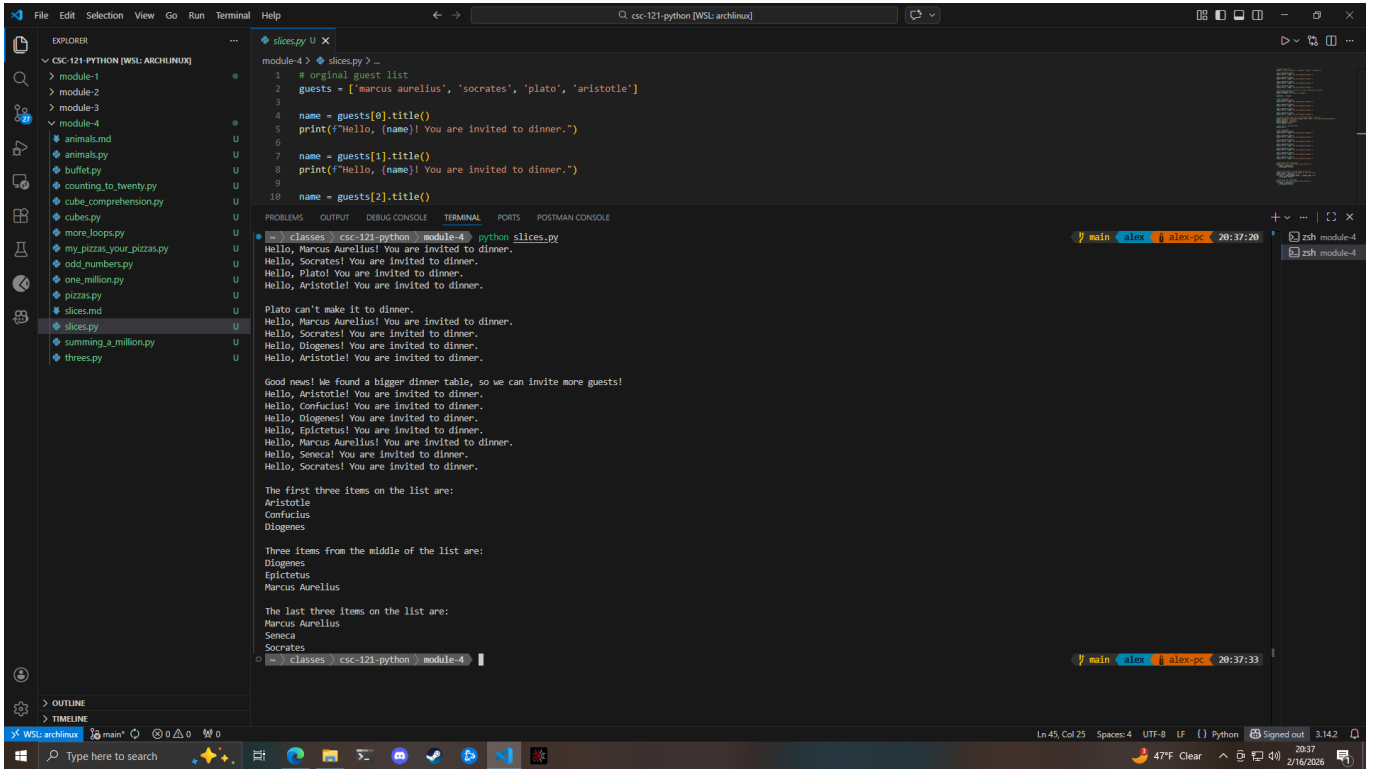 File Edit Selection View Go Run Terminal Help
csc-121-python [WSL: archlinux]
EXPLORER
CSC-121-PYTHON [WSL: ARCHLINUX]
module-1
module-2
module-3
module-4
animals.md U
animals.py U
buffet.py U
counting_to_twenty.py U
cube_comprehension.py U
cubes.py U
more_loops.py U
my_pizzas_your_pizzas.py U
odd_numbers.py U
one_million.py U
pizzas.py U
slices.md U
slices.py U
summing_a_million.py U
threes.py U
OUTLINE
TIMELINE
27
slices.py U
module-4 > slices.py > ...
1 # orginal guest list
2 guests = ['marcus aurelius', 'socrates', 'plato', 'aristotle']
3
4 name = guests[0].title()
5 print(f"Hello, {name}! You are invited to dinner.")
6
7 name = guests[1].title()
8 print(f"Hello, {name}! You are invited to dinner.")
9
10 name = guests[2].title()
PROBLEMS OUTPUT DEBUG CONSOLE TERMINAL PORTS POSTMAN CONSOLE
~ classes csc-121-python module-4 python slices.py main alex alex-pc 20:37:20
Hello, Marcus Aurelius! You are invited to dinner.
Hello, Socrates! You are invited to dinner.
Hello, Plato! You are invited to dinner.
Hello, Aristotle! You are invited to dinner.
Plato can't make it to dinner.
Hello, Marcus Aurelius! You are invited to dinner.
Hello, Socrates! You are invited to dinner.
Hello, Diogenes! You are invited to dinner.
Hello, Aristotle! You are invited to dinner.
Good news! We found a bigger dinner table, so we can invite more guests!
Hello, Aristotle! You are invited to dinner.
Hello, Confucius! You are invited to dinner.
Hello, Diogenes! You are invited to dinner.
Hello, Epictetus! You are invited to dinner.
Hello, Marcus Aurelius! You are invited to dinner.
Hello, Seneca! You are invited to dinner.
Hello, Socrates! You are invited to dinner.
The first three items on the list are:
Aristotle
Confucius
Diogenes
Three items from the middle of the list are:
Diogenes
Epictetus
Marcus Aurelius
The last three items on the list are:
Marcus Aurelius
Seneca
Socrates
~ classes csc-121-python module-4 main alex alex-pc 20:37:33
zsh module-4
zsh module-4
WSL: archlinux main* 0 0 0 Ln 45, Col 25 Spaces: 4 UTF-8 LF {} Python Signed out 3.14.2
Type here to search 47°F Clear 20:37
2/16/2026